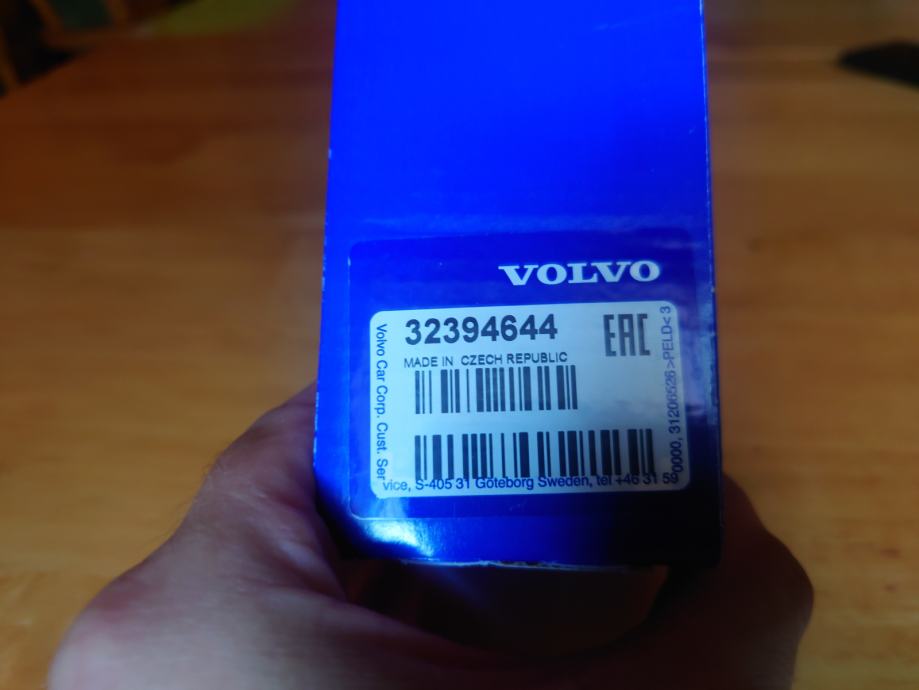 VOLVO
32394644
EAC
MADE IN CZECH REPUBLIC
Volvo Car Corp. Cust. Ser
vice, S-405 31 Göteborg Sweden, tel +46 31 59
0000, 31206526 >PELD< 3